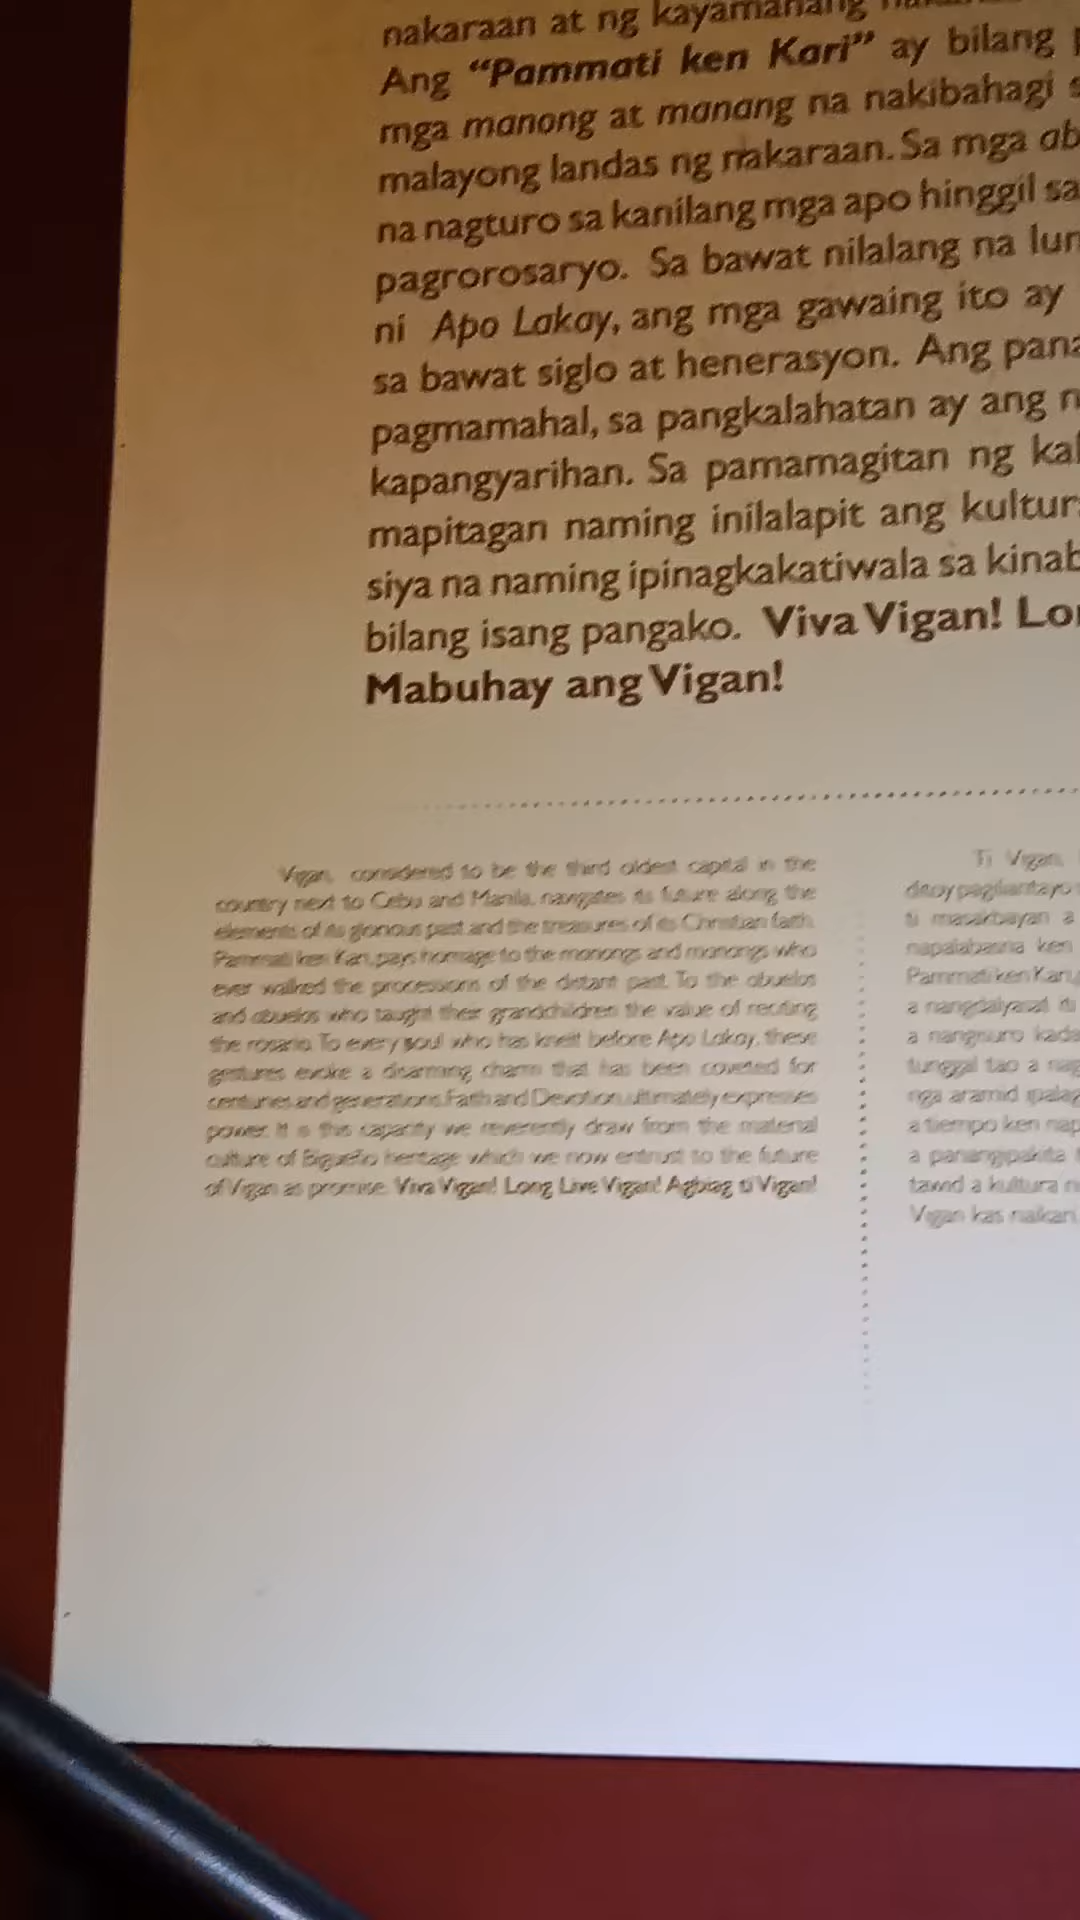 nakaraan at ng kayamanang
Ang “Pammati ken Kari” ay bilang
mga manong at manang na nakibahagi
malayong landas ng nakaraan. Sa mga ab
na nagturo sa kanilang mga apo hinggil sa
pagrorosaryo. Sa bawat nilalang na lu
ni Apo Lakay, ang mga gawaing ito ay
sa bawat siglo at henerasyon. Ang pana
pagmamahal, sa pangkalahatan ay ang
kapangyarihan. Sa pamamagitan ng ka
mapitagan naming inilalapit ang kultur
siya na naming ipinagkakatiwala sa kinab
bilang isang pangako. Viva Vigan! Lo
Mabuhay ang Vigan!
Vigan, considered to be the third oldest capital in the
country next to Cebu and Manila, navigates its future along the
elements of its glorious past and the treasures of its Christian faith.
Pammati ken Kari, pays homage to the manongs and manangs who
ever walked the processions of the distant past. To the abuelos
and abuelas who taught their grandchildren the value of reciting
the rosario. To every soul who has knelt before Apo Lakay, these
gestures evoke a disarming charm that has been coveted for
centuries and generations. Faith and Devotion ultimately expresses
power. It is this capacity we reverently draw from the material
culture of Bigueño heritage which we now entrust to the future
of Vigan as promise. Viva Vigan! Long Live Vigan! Agbiag ti Vigan!
Ti Vigan,
ditoy pagilian tayo
ti masakbayan a
napalabasna ken
Pammati ken Kari,
a nangsuro kada
tunggal tao a nag
nga aramid
a tiempo ken nap
a panangipakita
tawid a kultura
Vigan kas naikari